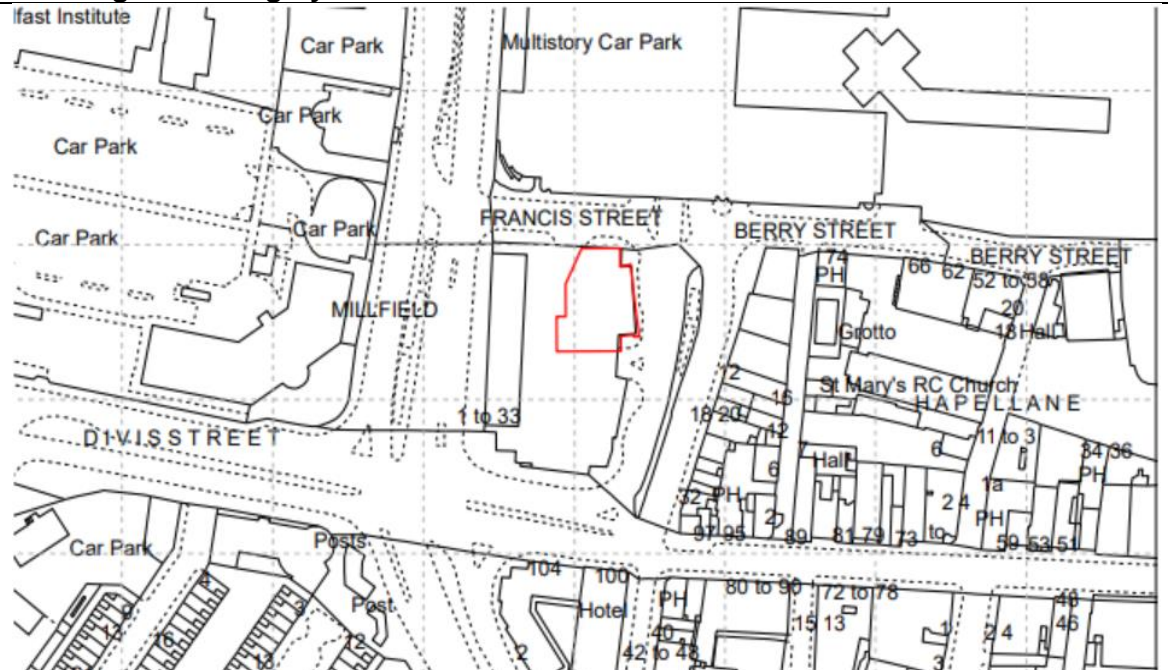 lfast Institute
Car Park
Multistory Car Park
Car Park
Car Park
FRANCIS STREET
BERRY STREET
Car Park
Car Park
BERRY STREET
74
PH
66
62
52 to 58
20
18
Hall
MILLFIELD
Grotto
12
St Mary's RC Church
HAPELLANE
16
18 20
1 to 33
12
DIVISSTREET
7
Hall
6
11 to 3
6
34 36
PH
1a
32
PH
2
2 4
PH
97 95
89
81 79
73
to
59 53 51
Car Park
Posts
104
100
80 to 90
72 to 78
48
46
4
9
3
Post
Hotel
PH
13
16
12
40
15 13
1
2 4
13
2
42 to 48
3